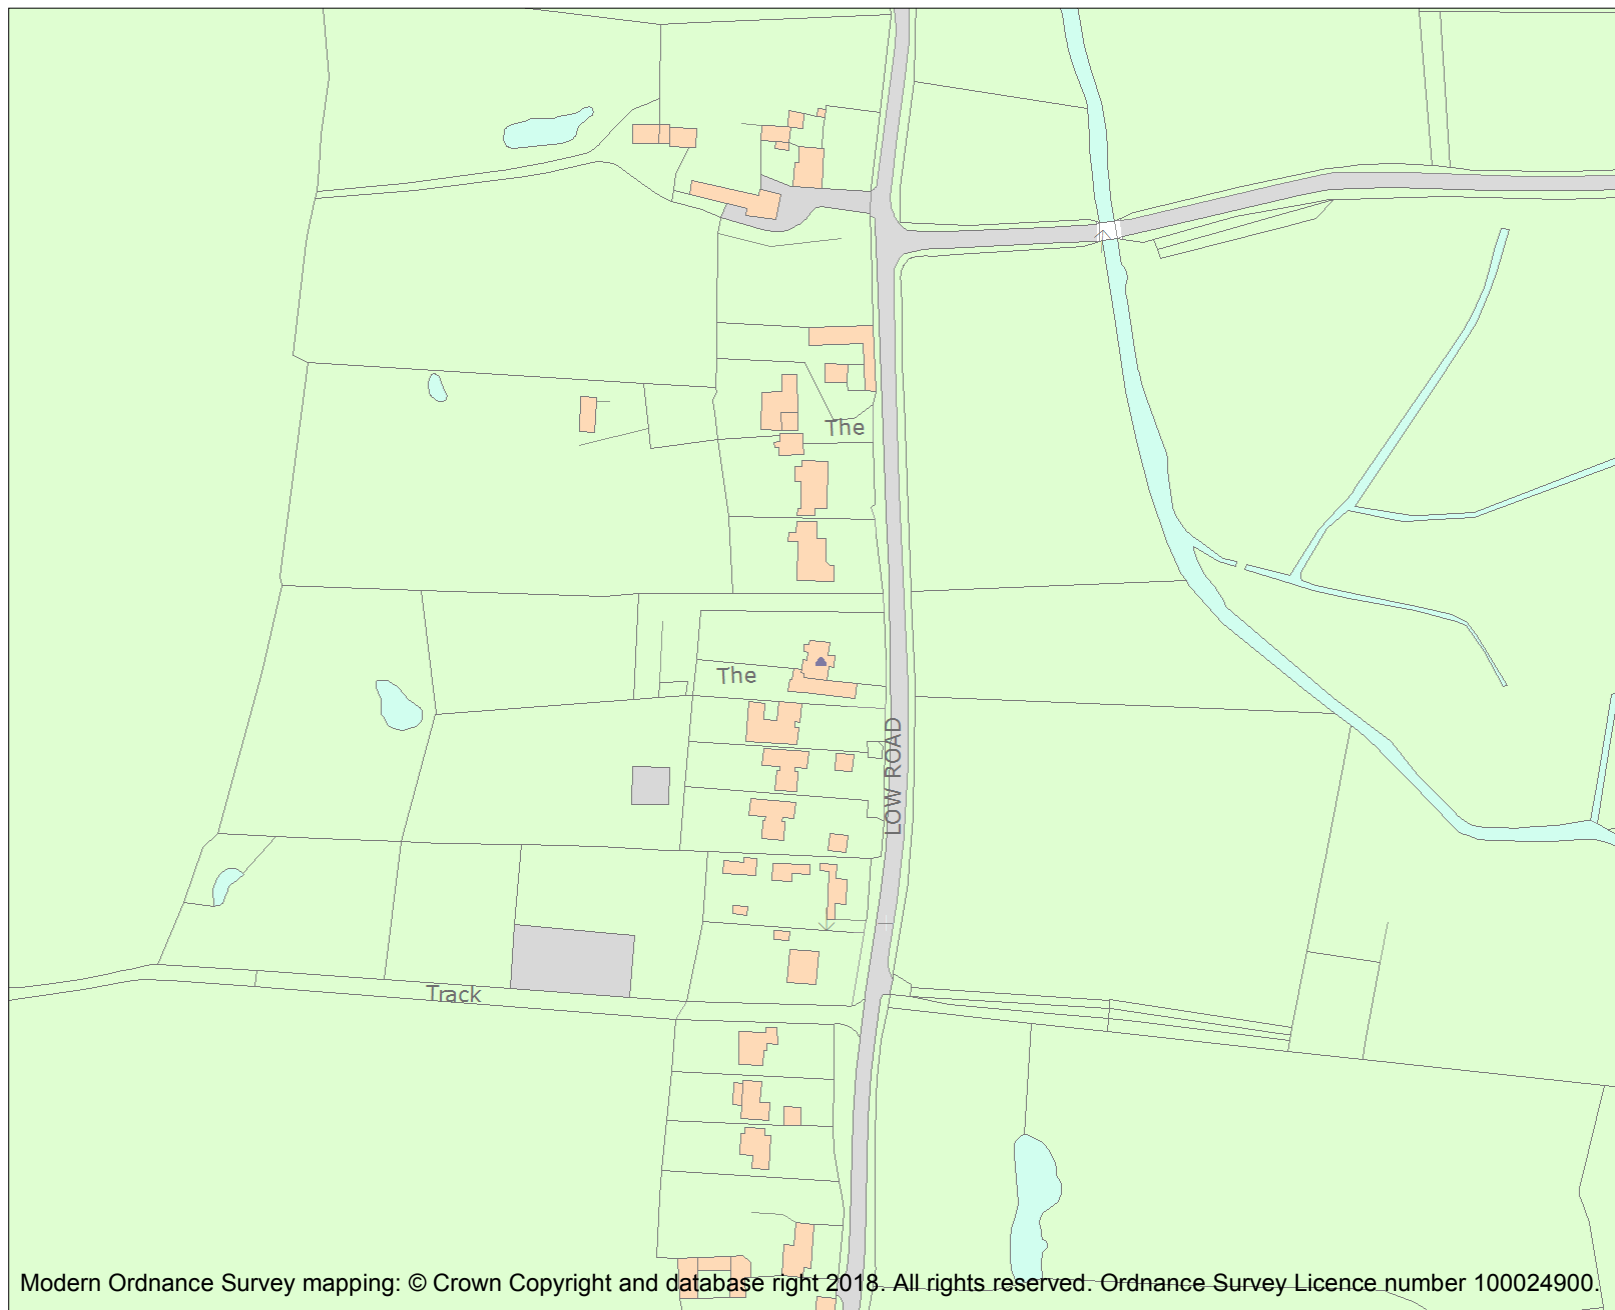 The
The
LOW ROAD
Track
Modern Ordnance Survey mapping: © Crown Copyright and database right 2018. All rights reserved. Ordnance Survey Licence number 100024900.